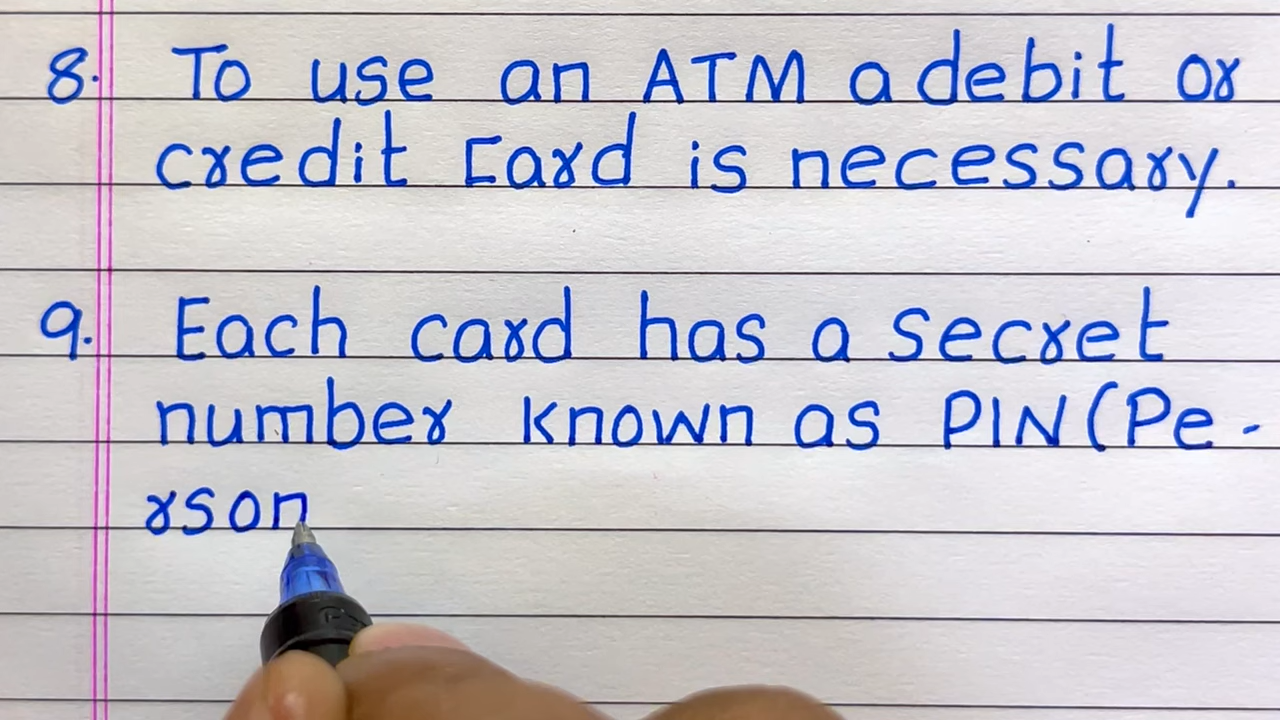 8. To use an ATM a debit or
credit Card is necessary.
9. Each card has a secret
number known as PIN (Pe-
rson